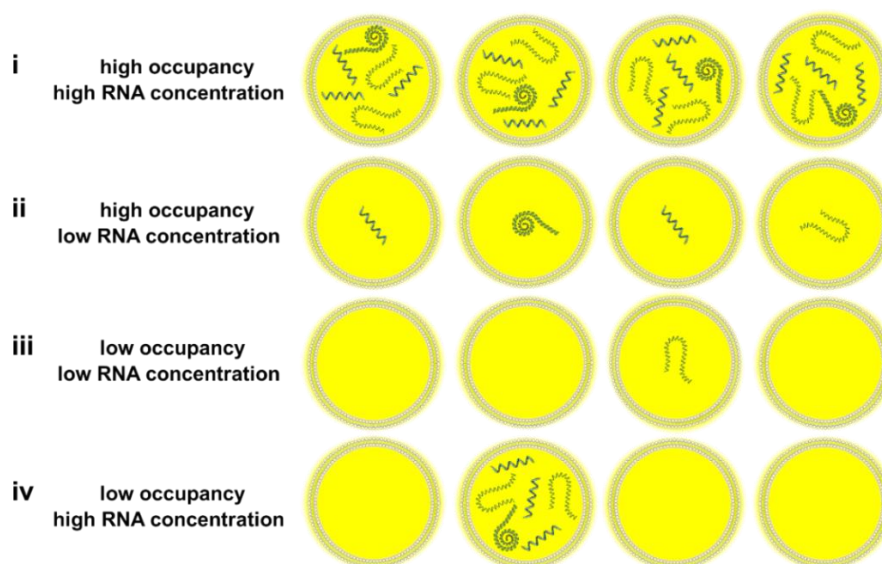 i
high occupancy
high RNA concentration
ii
high occupancy
low RNA concentration
iii
low occupancy
low RNA concentration
iv
low occupancy
high RNA concentration